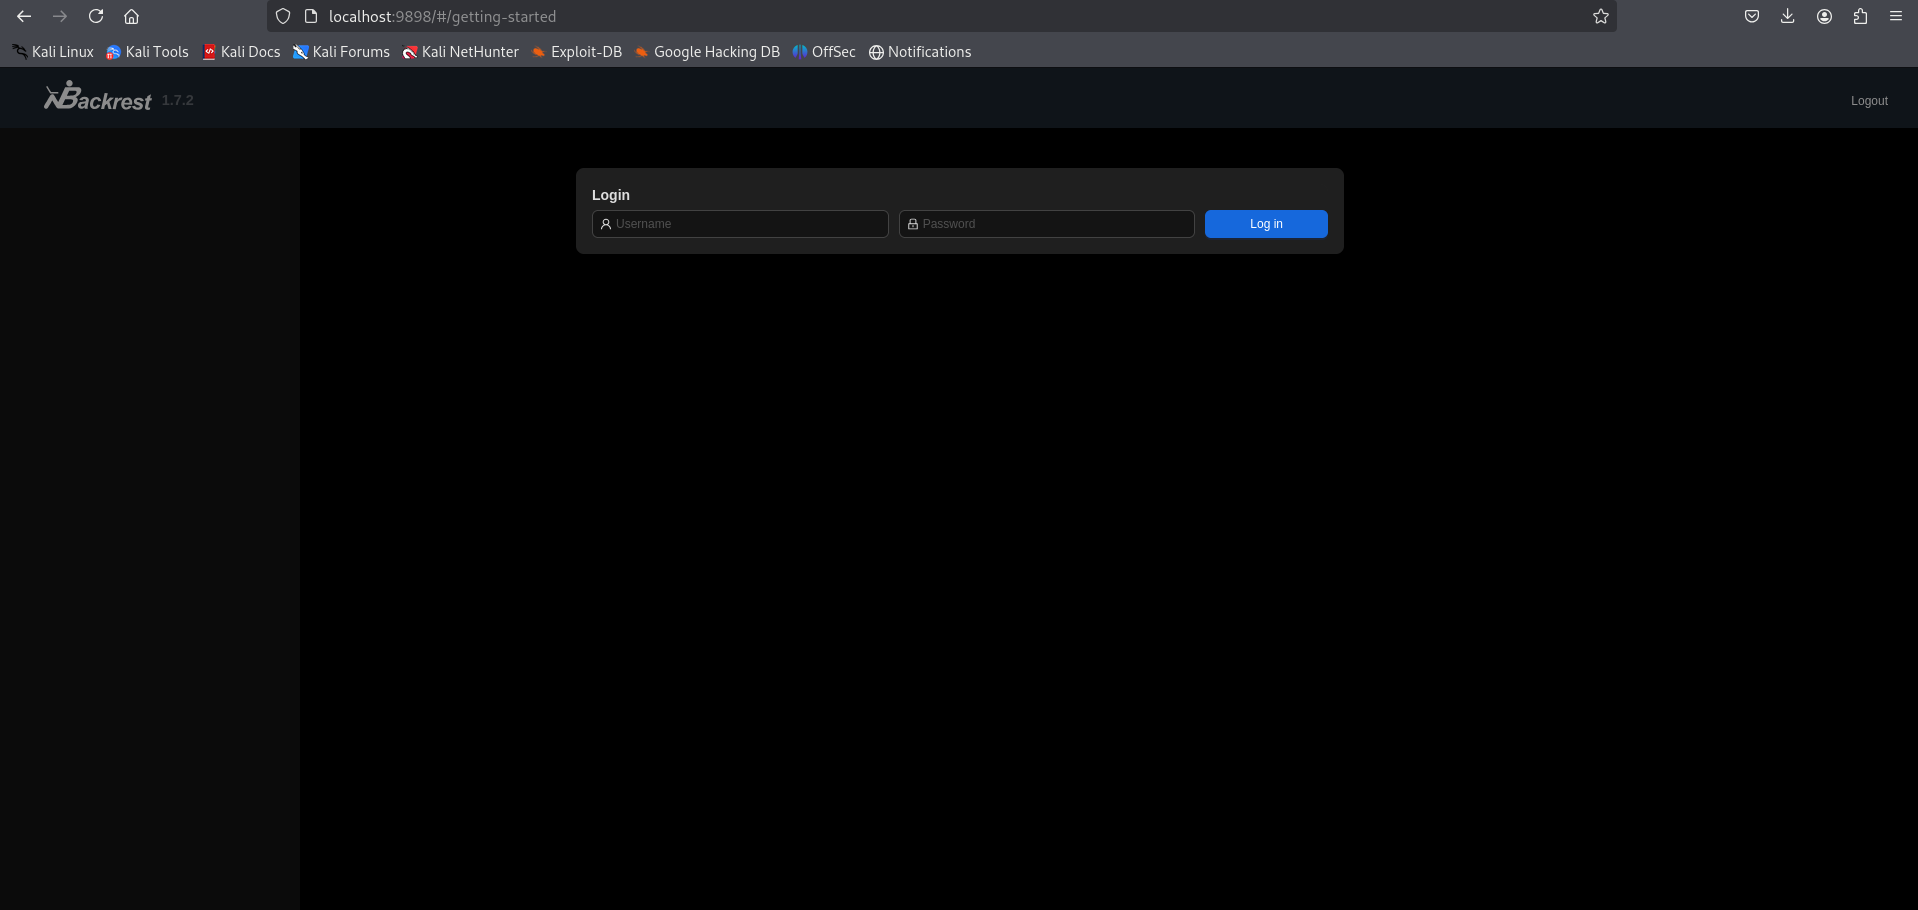 localhost:9898/#/getting-started
Kali Linux Kali Tools Kali Docs Kali Forums Kali NetHunter Exploit-DB Google Hacking DB OffSec Notifications
Backrest 1.7.2 Logout
Login
Username Password Log in